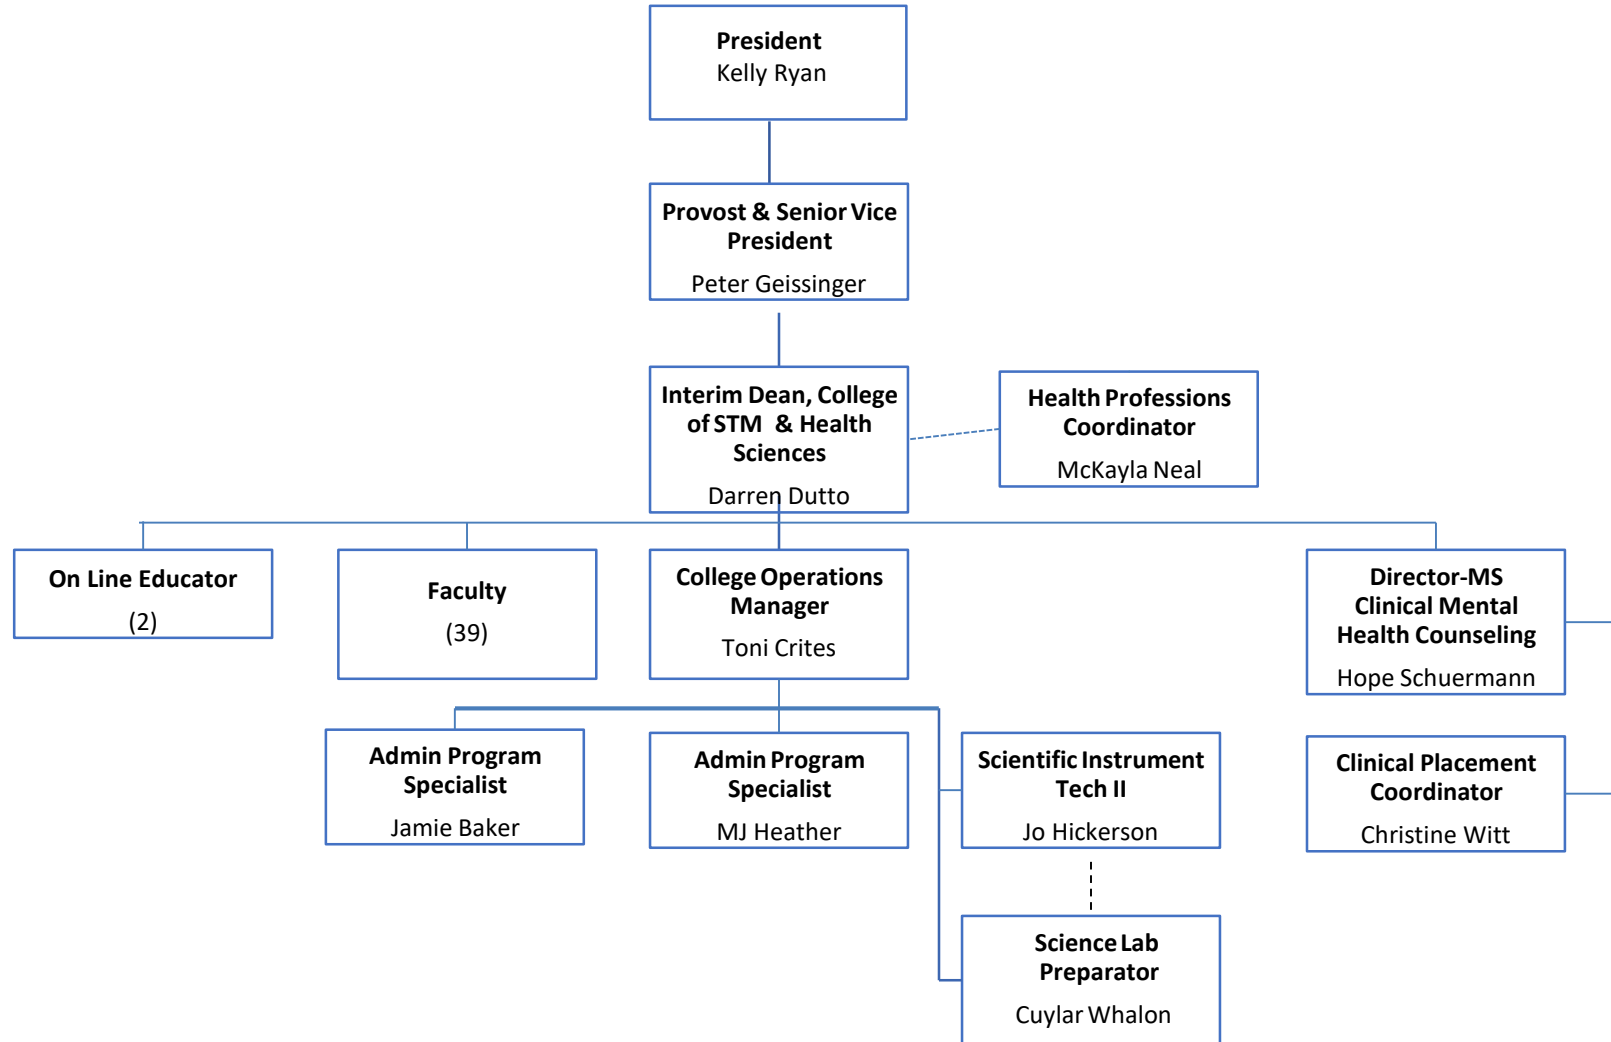 President
Kelly Ryan
Provost & Senior Vice
President
Peter Geissinger
Interim Dean, College
of STM & Health
Sciences
Darren Dutto
Health Professions
Coordinator
McKayla Neal
On Line Educator
(2)
Faculty
(39)
College Operations
Manager
Toni Crites
Director-MS
Clinical Mental
Health Counseling
Hope Schuermann
Admin Program
Specialist
Jamie Baker
Admin Program
Specialist
MJ Heather
Scientific Instrument
Tech II
Jo Hickerson
Clinical Placement
Coordinator
Christine Witt
Science Lab
Preparator
Cuylar Whalon